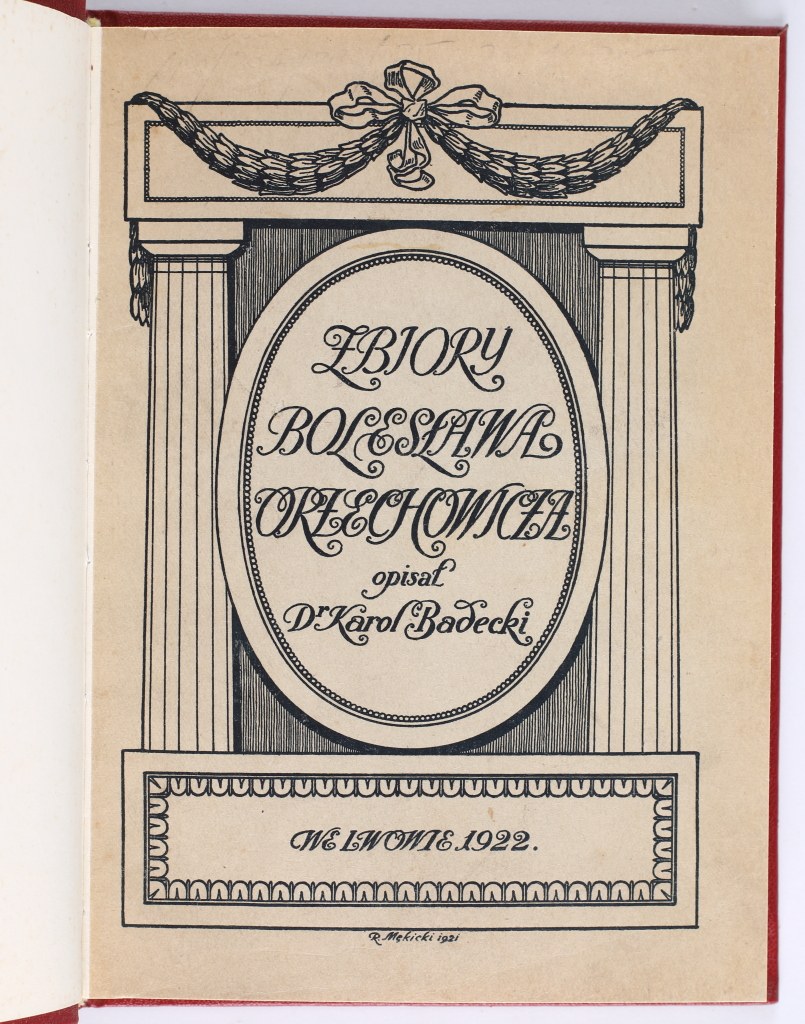 ZBIORY
BOLESŁAWA
ORZECHOWICZA
opisał
Dr Karol Badecki
WE LWOWIE 1922.
R. Mękicki 1921